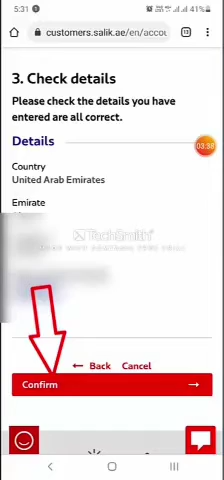 5:31
41%
customers.salik.ae/en/accou
13
3. Check details
Please check the details you have
entered are all correct.
Details
03:38
Country
United Arab Emirates
Emirate
TechSmith
← Back Cancel
Confirm →